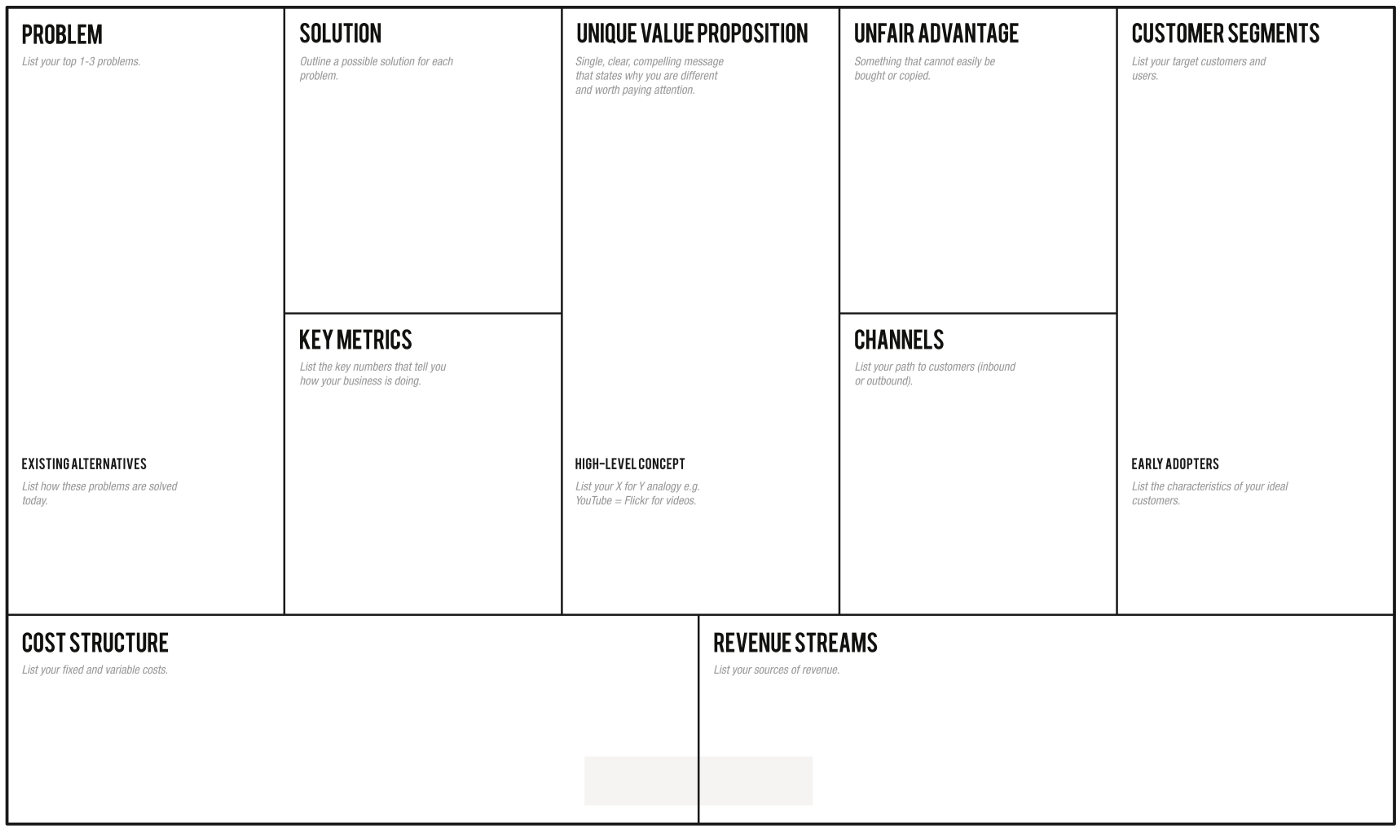 PROBLEM
List your top 1-3 problems.
EXISTING ALTERNATIVES
List how these problems are solved
today.
SOLUTION
Outline a possible solution for each
problem.
KEY METRICS
List the key numbers that tell you
how your business is doing.
UNIQUE VALUE PROPOSITION
Single, clear, compelling message
that states why you are different
and worth paying attention.
HIGH-LEVEL CONCEPT
List your X for Y analogy e.g.
YouTube = Flickr for videos.
UNFAIR ADVANTAGE
Something that cannot easily be
bought or copied.
CHANNELS
List your path to customers (inbound
or outbound).
CUSTOMER SEGMENTS
List your target customers and
users.
EARLY ADOPTERS
List the characteristics of your ideal
customers.
COST STRUCTURE
List your fixed and variable costs.
REVENUE STREAMS
List your sources of revenue.